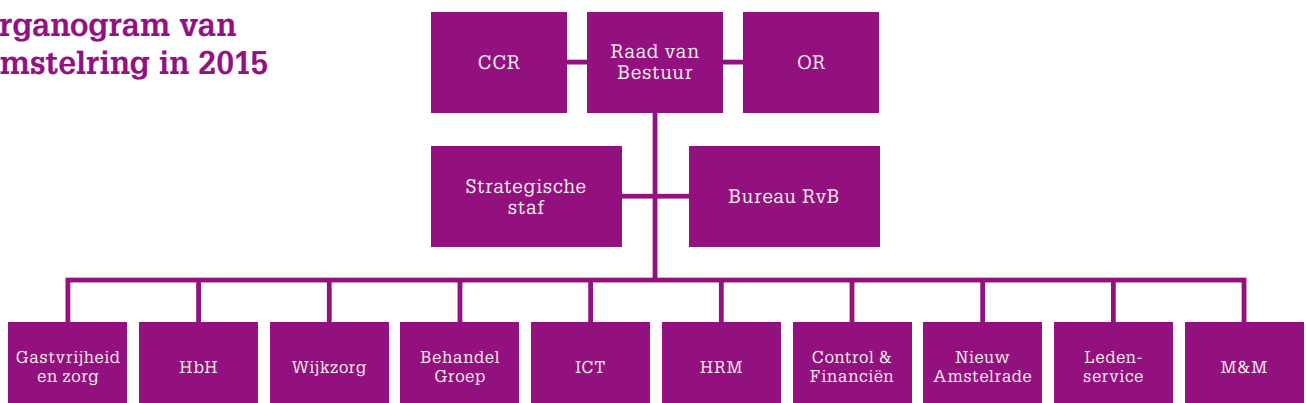 rganogram van
mstelring in 2015
CCR
Raad van
Bestuur
OR
Strategische
staf
Bureau RvB
Gastvrijheid
en zorg
HbH
Wijkzorg
Behandel
Groep
ICT
HRM
Control &
Financiën
Nieuw
Amstelrade
Leden-
service
M&M